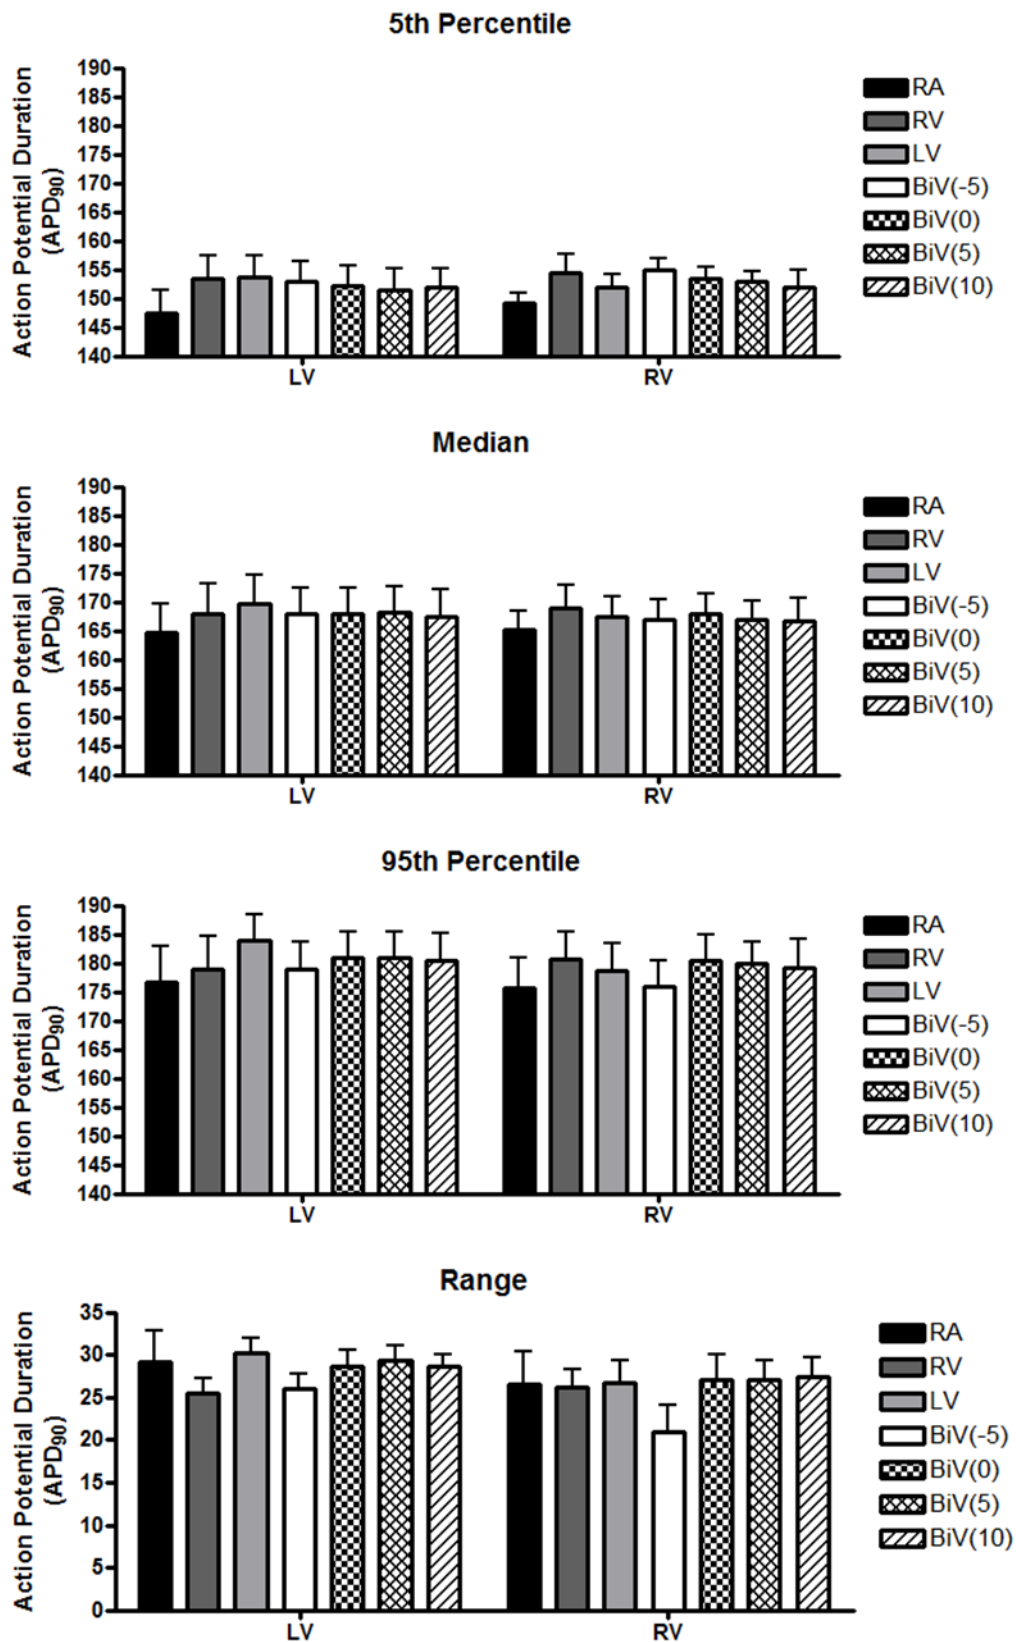 5th Percentile
Action Potential Duration
(APD90)
190
185
180
175
170
165
160
155
150
145
140
LV
RV
RA
RV
LV
BiV(-5)
BiV(0)
BiV(5)
BiV(10)
Median
Action Potential Duration
(APD90)
190
185
180
175
170
165
160
155
150
145
140
LV
RV
RA
RV
LV
BiV(-5)
BiV(0)
BiV(5)
BiV(10)
95th Percentile
Action Potential Duration
(APD90)
190
185
180
175
170
165
160
155
150
145
140
LV
RV
RA
RV
LV
BiV(-5)
BiV(0)
BiV(5)
BiV(10)
Range
Action Potential Duration
(APD90)
35
30
25
20
15
10
5
0
LV
RV
RA
RV
LV
BiV(-5)
BiV(0)
BiV(5)
BiV(10)